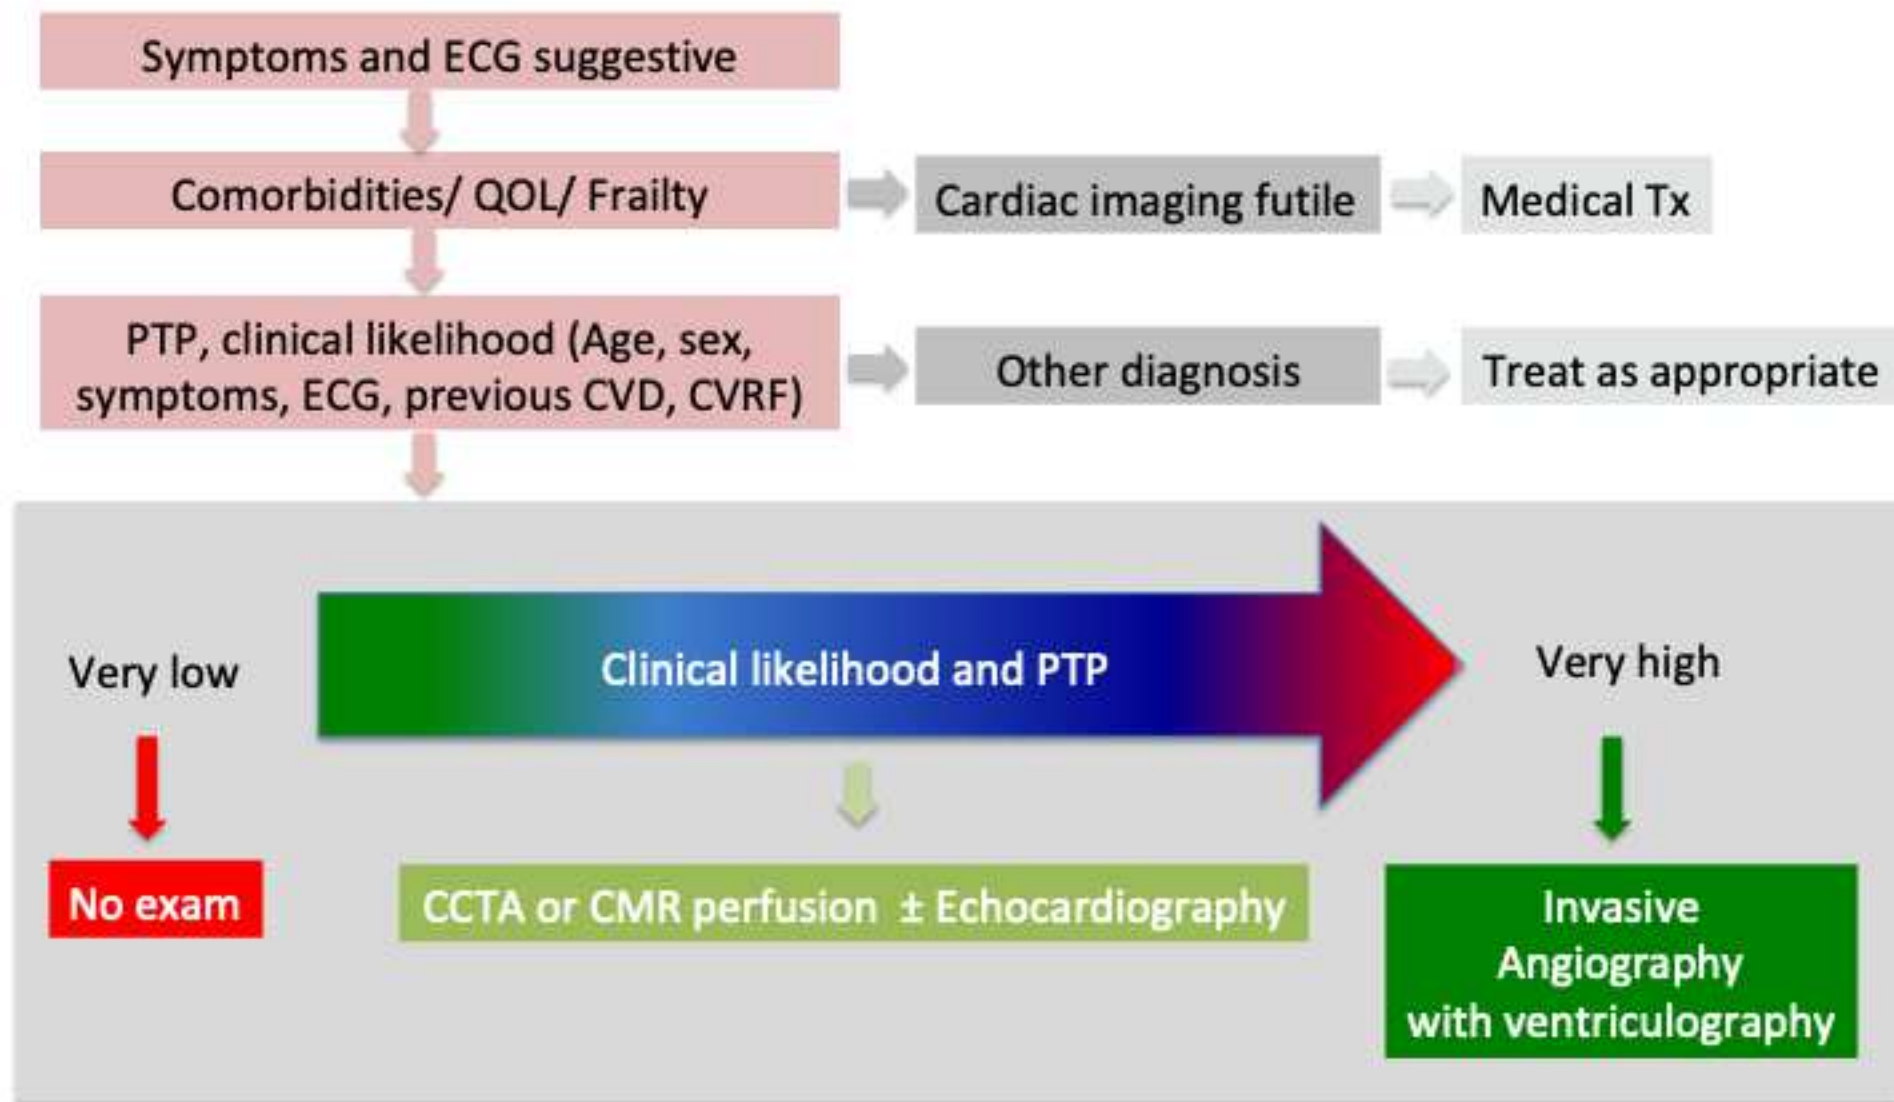 Symptoms and ECG suggestive
Comorbidities/ QOL/ Frailty
Cardiac imaging futile
Medical Tx
PTP, clinical likelihood (Age, sex,
symptoms, ECG, previous CVD, CVRF)
Other diagnosis
Treat as appropriate
Very low
Clinical likelihood and PTP
Very high
No exam
CCTA or CMR perfusion ± Echocardiography
Invasive
Angiography
with ventriculography